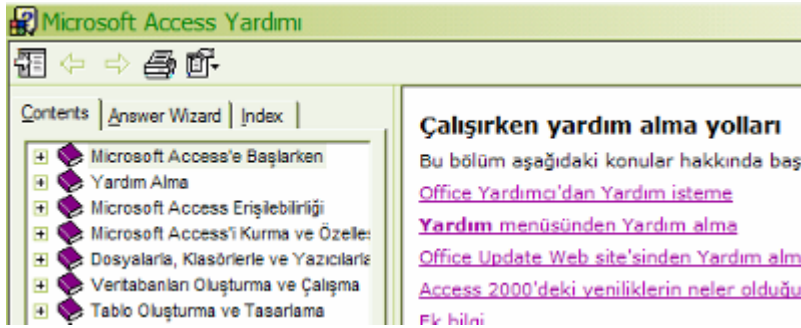 Microsoft Access Yardımı
Contents
Answer Wizard
Index
Microsoft Access'e Başlarken
Yardım Alma
Microsoft Access Erişilebilirliği
Microsoft Access'i Kurma ve Özelleş
Dosyalarla, Klasörlerle ve Yazıcılarla
Veritabanları Oluşturma ve Çalışma
Tablo Oluşturma ve Tasarlama
Çalışırken yardım alma yolları
Bu bölüm aşağıdaki konular hakkında baş
Office Yardımcı'dan Yardım isteme
Yardım menüsünden Yardım alma
Office Update Web site'sinden Yardım alm
Access 2000'deki yeniliklerin neler olduğu
Ek bilgi